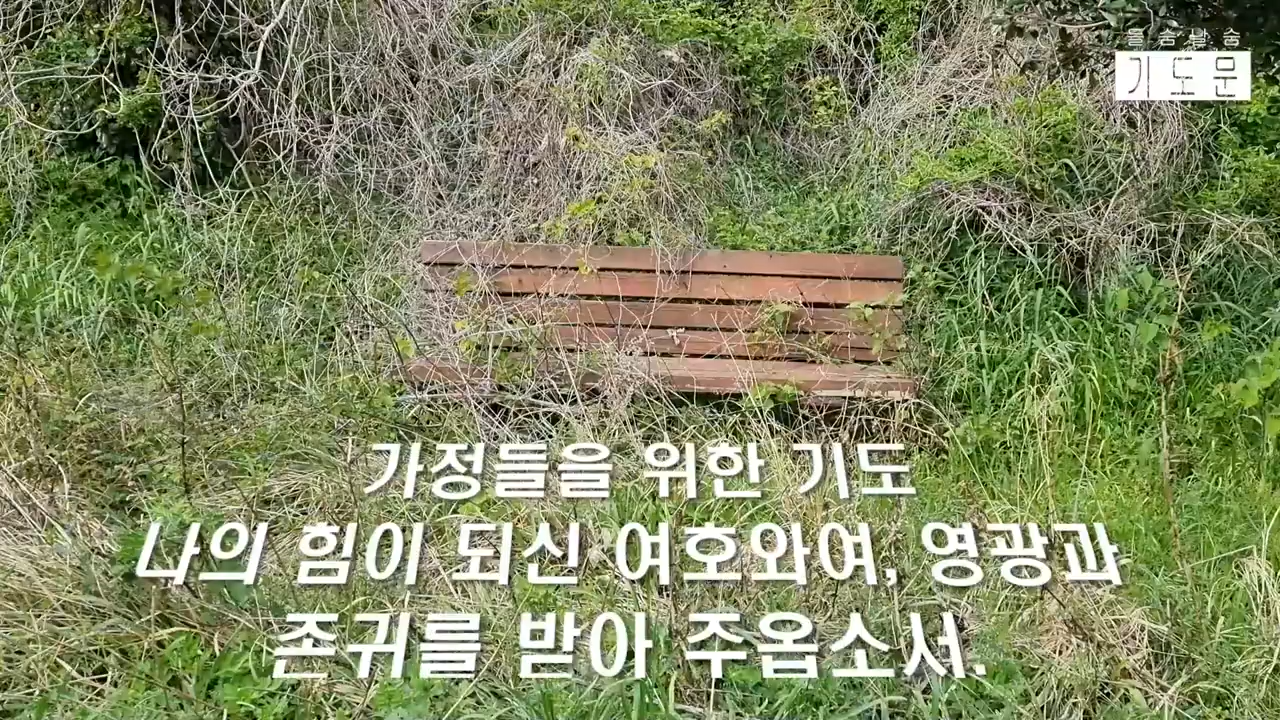 기도문
가정들을 위한 기도
나의 힘이 되신 여호와여, 영광과
존귀를 받아 주옵소서.